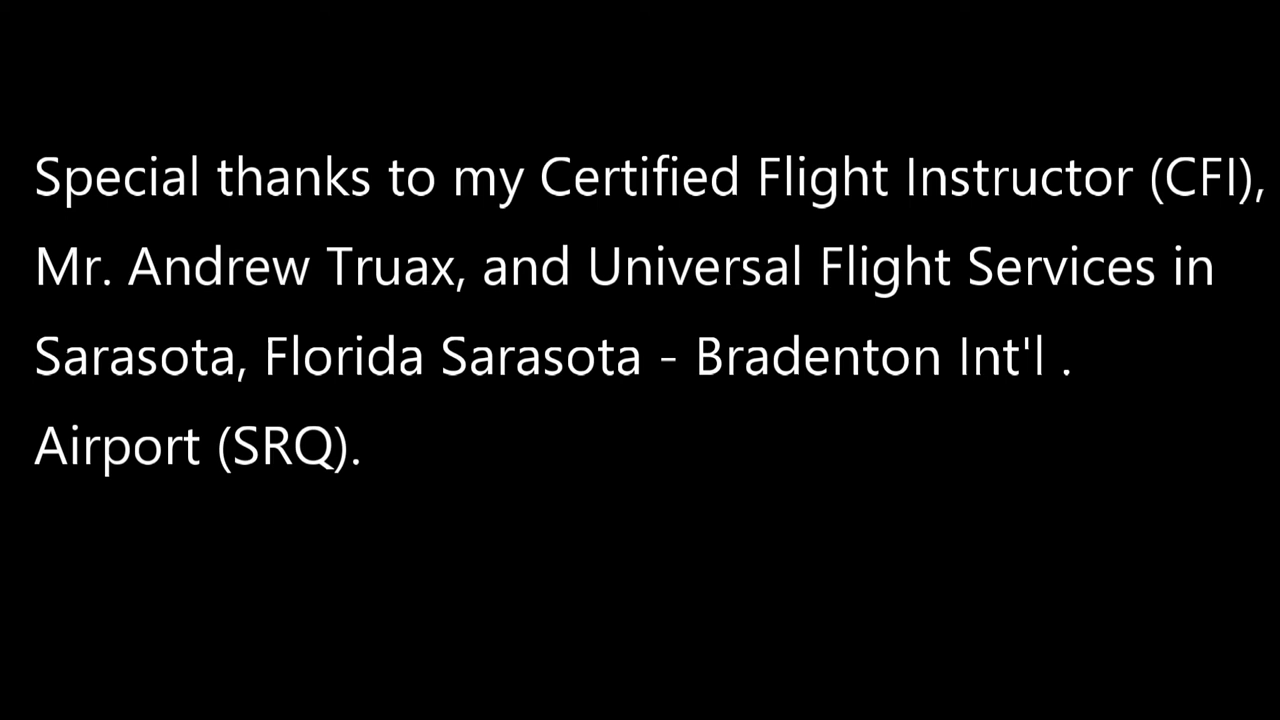 Special thanks to my Certified Flight Instructor (CFI),
Mr. Andrew Truax, and Universal Flight Services in
Sarasota, Florida Sarasota - Bradenton Int'l .
Airport (SRQ).